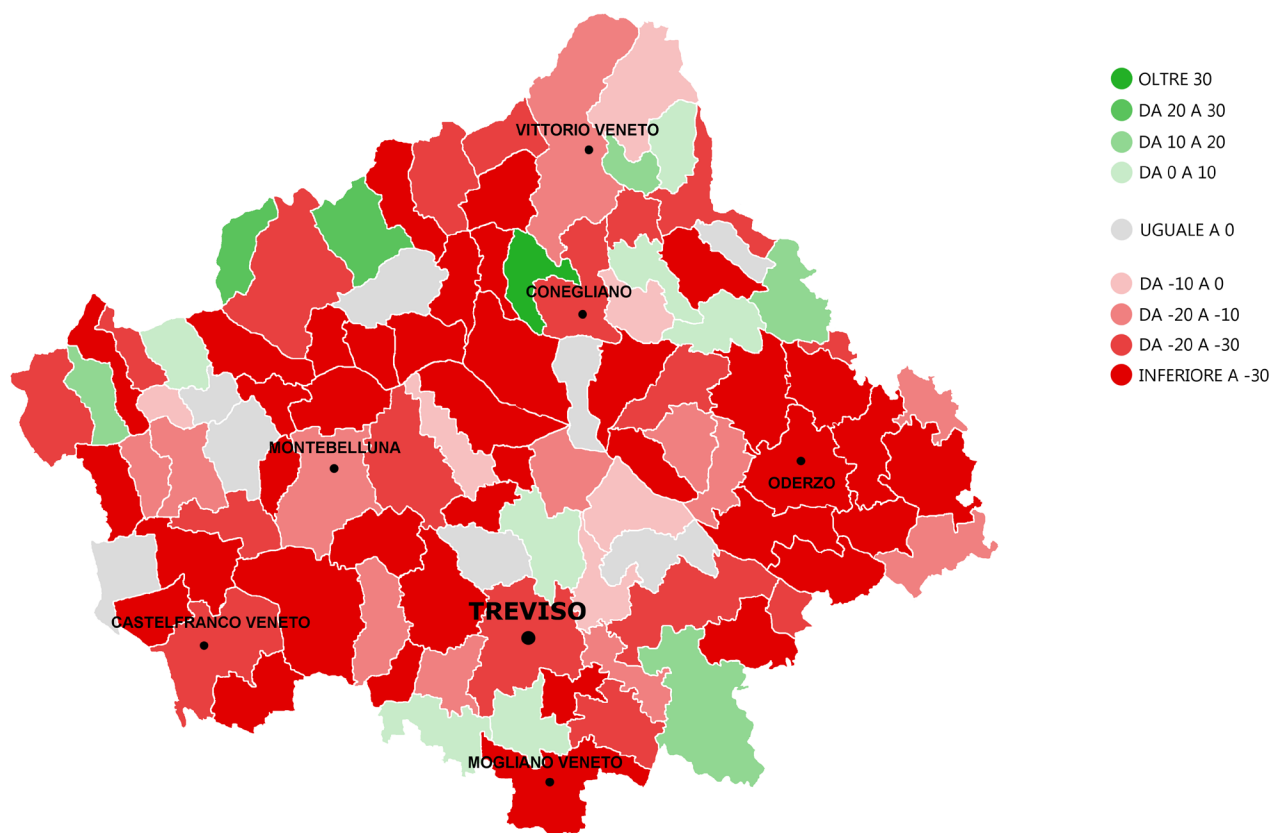 OLTRE 30
DA 20 A 30
VITTORIO VENETO
DA 10 A 20
DA 0 A 10
UGUALE A 0
DA -10 A 0
CONEGLIANO
DA -20 A -10
DA -20 A -30
INFERIORE A -30
MONTEBELLUNA
ODERZO
TREVISO
CASTELFRANCO VENETO
MOGLIANO VENETO